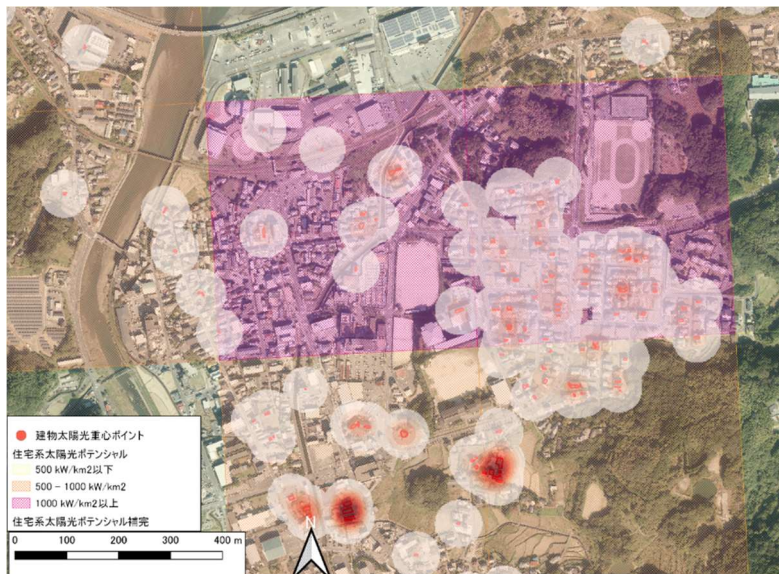 建物太陽光重心ポイント
住宅系太陽光ポテンシャル
500 kW/km2以下
500 - 1000 kW/km2
1000 kW/km2以上
住宅系太陽光ポテンシャル補完
0 100 200 300 400 m
N